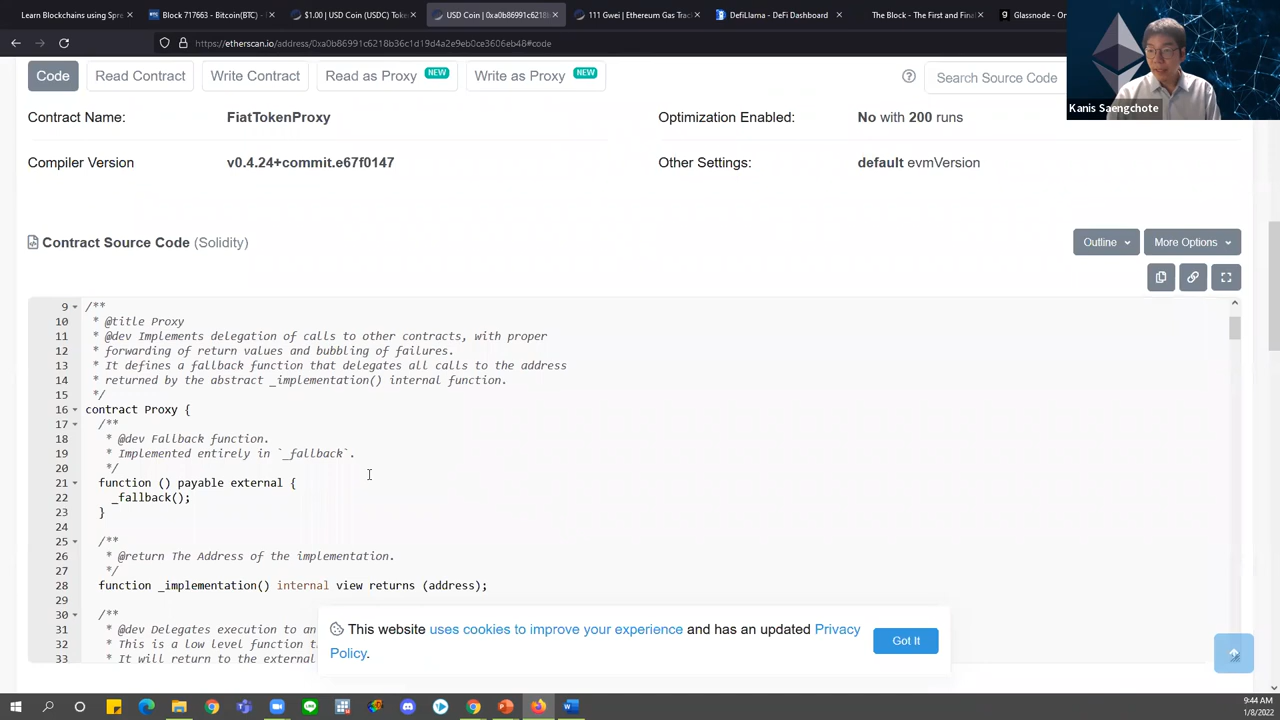 Learn Blockchains using Spre
Block 717663 - Bitcoin(BTC)
$1.00 | USD Coin (USDC) Token
USD Coin | 0xa0b86991c6218b
111 Gwei | Ethereum Gas Trac
DefiLlama - DeFi Dashboard
The Block - The First and Final
Glassnode - On
https://etherscan.io/address/0xa0b86991c6218b36c1d19d4a2e9eb0ce3606eb48#code
Code
Read Contract
Write Contract
Read as Proxy NEW
Write as Proxy NEW
Search Source Code
Kanis Saengchote
Contract Name:
FiatTokenProxy
Optimization Enabled:
No with 200 runs
Compiler Version
v0.4.24+commit.e67f0147
Other Settings:
default evmVersion
Contract Source Code (Solidity)
Outline
More Options
9 /**
10 * @title Proxy
11 * @dev Implements delegation of calls to other contracts, with proper
12 * forwarding of return values and bubbling of failures.
13 * It defines a fallback function that delegates all calls to the address
14 * returned by the abstract _implementation() internal function.
15 */
16 contract Proxy {
17 /**
18 * @dev Fallback function.
19 * Implemented entirely in `_fallback`.
20 */
21 function () payable external {
22 _fallback();
23 }
24
25 /**
26 * @return The Address of the implementation.
27 */
28 function _implementation() internal view returns (address);
29
30 /**
31 * @dev Delegates execution to an
32 * This is a low level function t
33 * It will return to the external
This website uses cookies to improve your experience and has an updated Privacy
Policy.
Got It
9:44 AM
1/8/2022